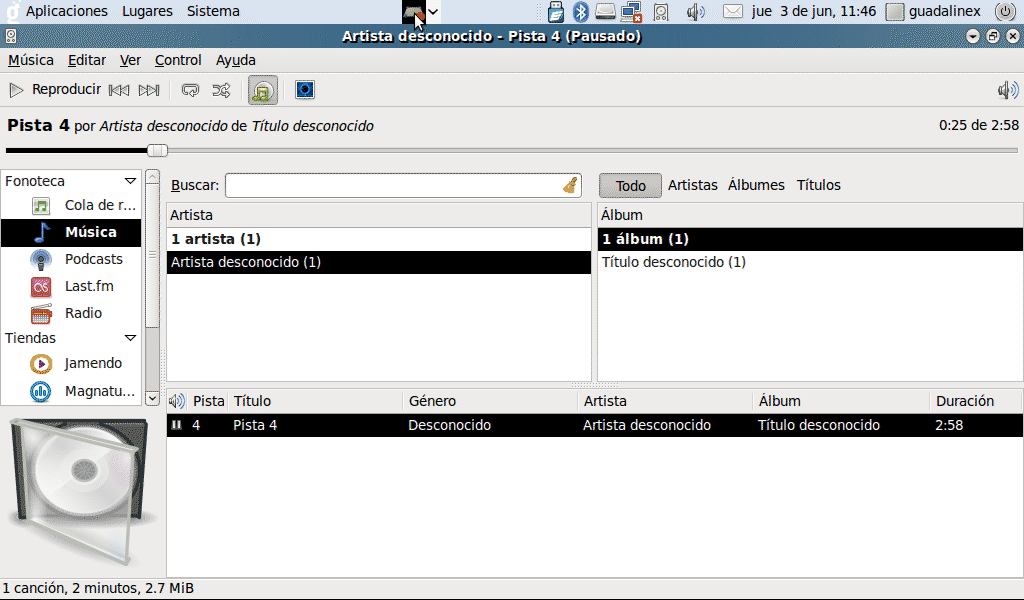 Aplicaciones Lugares Sistema jue 3 de jun, 11:46 guadalinex
Artista desconocido - Pista 4 (Pausado)
Música Editar Ver Control Ayuda
Reproducir
Pista 4 por Artista desconocido de Título desconocido 0:25 de 2:58
Fonoteca
Cola de r...
Música
Podcasts
Last.fm
Radio
Tiendas
Jamendo
Magnatu...
Buscar: Todo Artistas Álbumes Títulos
Artista Álbum
1 artista (1) 1 álbum (1)
Artista desconocido (1) Título desconocido (1)
Pista Título Género Artista Álbum Duración
4 Pista 4 Desconocido Artista desconocido Título desconocido 2:58
1 canción, 2 minutos, 2.7 MiB